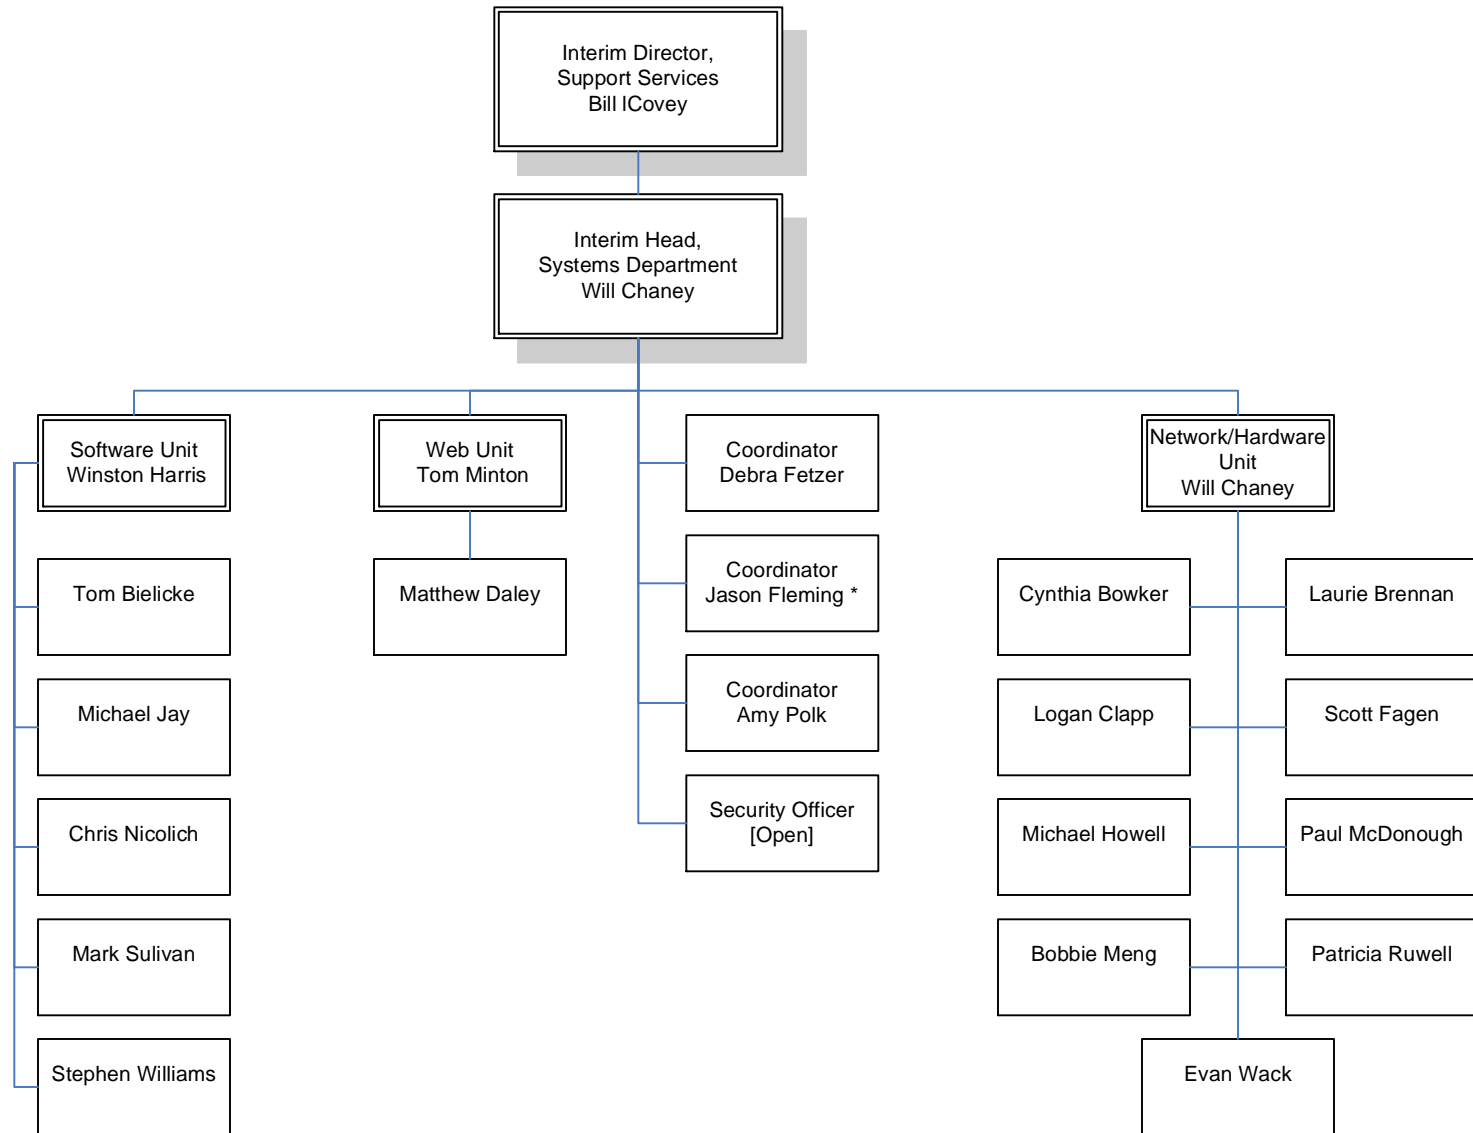 Interim Director,
Support Services
Bill lCovey
Interim Head,
Systems Department
Will Chaney
Software Unit
Winston Harris
Web Unit
Tom Minton
Coordinator
Debra Fetzer
Network/Hardware
Unit
Will Chaney
Tom Bielicke
Matthew Daley
Coordinator
Jason Fleming *
Cynthia Bowker
Laurie Brennan
Michael Jay
Coordinator
Amy Polk
Logan Clapp
Scott Fagen
Chris Nicolich
Security Officer
[Open]
Michael Howell
Paul McDonough
Mark Sulivan
Bobbie Meng
Patricia Ruwell
Stephen Williams
Evan Wack